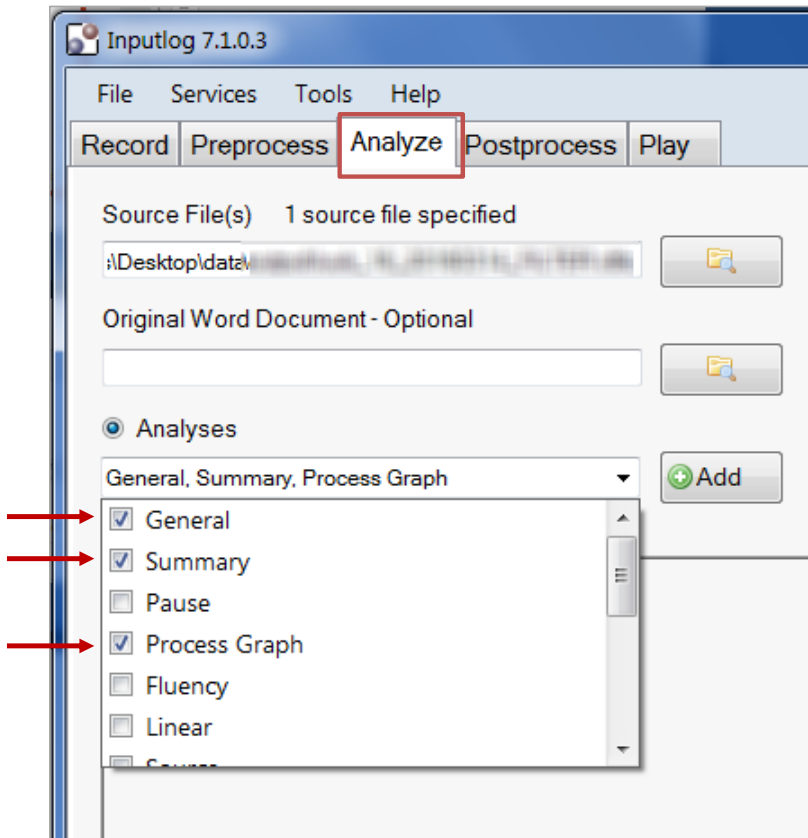 Inputlog 7.1.0.3
File Services Tools Help
Record Preprocess Analyze Postprocess Play
Source File(s) 1 source file specified
:\Desktop\data\
Original Word Document - Optional
Analyses
General, Summary, Process Graph
Add
General
Summary
Pause
Process Graph
Fluency
Linear